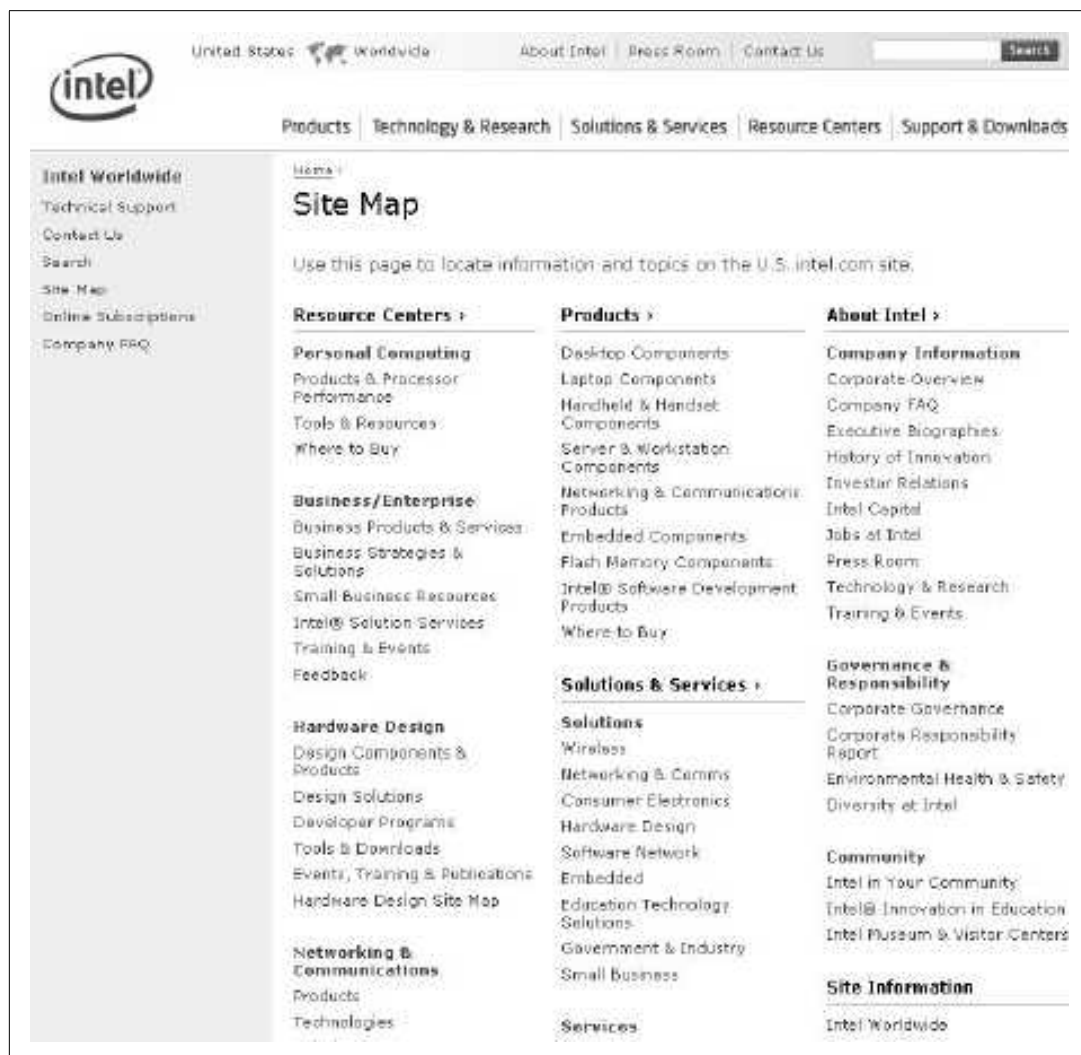 United States Worldwide About Intel Press Room Contact Us Search
intel
Products Technology & Research Solutions & Services Resource Centers Support & Downloads
Intel Worldwide
Technical Support
Contact Us
Search
Site Map
Online Subscriptions
Company FAQ
Home ›
Site Map
Use this page to locate information and topics on the U.S. intel.com site.
Resource Centers ›
Personal Computing
Products & Processor
Performance
Tools & Resources
Where to Buy
Business/Enterprise
Business Products & Services
Business Strategies &
Solutions
Small Business Resources
Intel® Solution Services
Training & Events
Feedback
Hardware Design
Design Components &
Products
Design Solutions
Developer Programs
Tools & Downloads
Events, Training & Publications
Hardware Design Site Map
Networking &
Communications
Products
Technologies
Products ›
Desktop Components
Laptop Components
Handheld & Handset
Components
Server & Workstation
Components
Networking & Communications
Products
Embedded Components
Flash Memory Components
Intel® Software Development
Products
Where to Buy
Solutions & Services ›
Solutions
Wireless
Networking & Comms
Consumer Electronics
Hardware Design
Software Network
Embedded
Education Technology
Solutions
Government & Industry
Small Business
Services
About Intel ›
Company Information
Corporate Overview
Company FAQ
Executive Biographies
History of Innovation
Investor Relations
Intel Capital
Jobs at Intel
Press Room
Technology & Research
Training & Events
Governance &
Responsibility
Corporate Governance
Corporate Responsibility
Report
Environmental Health & Safety
Diversity at Intel
Community
Intel in Your Community
Intel® Innovation in Education
Intel Museum & Visitor Centers
Site Information
Intel Worldwide